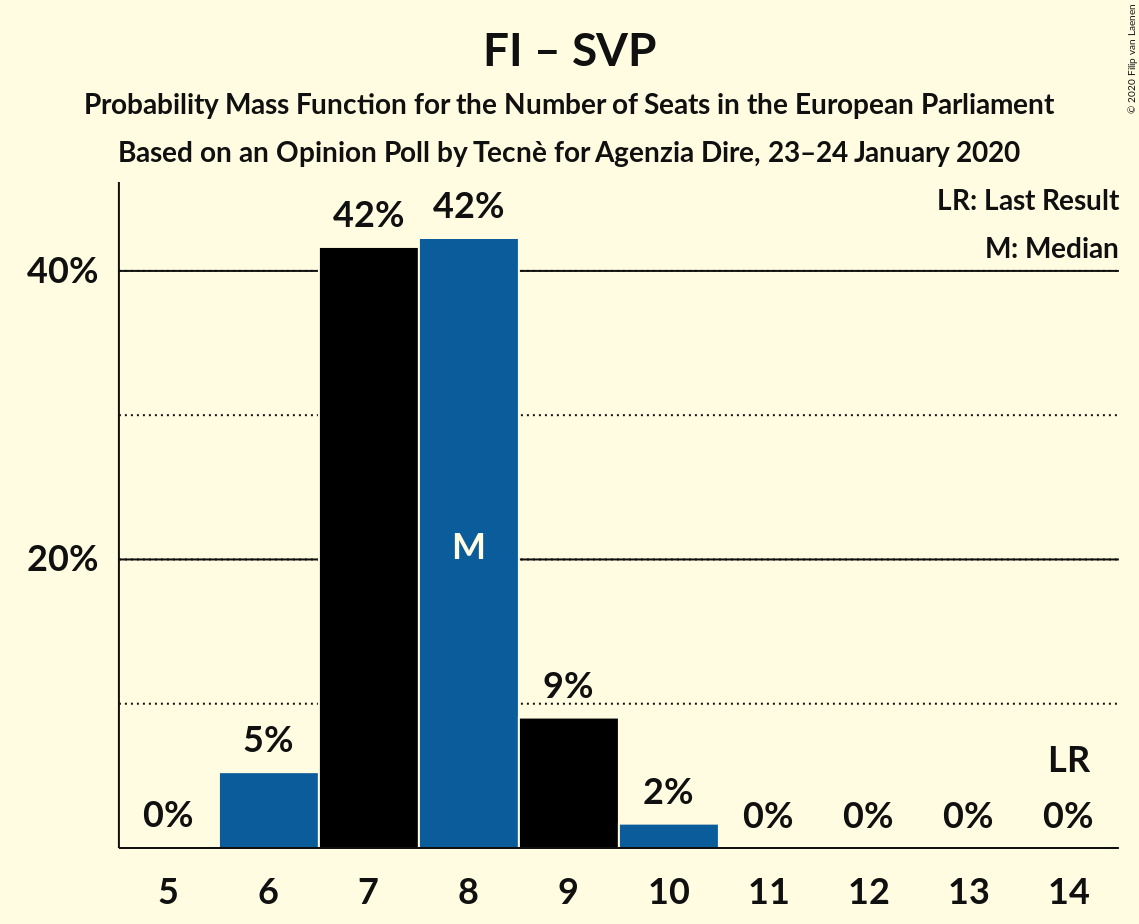 FI – SVP
Probability Mass Function for the Number of Seats in the European Parliament
Based on an Opinion Poll by Tecnè for Agenzia Dire, 23–24 January 2020
© 2020 Filip van Laenen
LR: Last Result
M: Median
42%
42%
40%
M
20%
9%
5%
LR
2%
0%
0%
0%
0%
0%
5
6
7
8
9
10
11
12
13
14